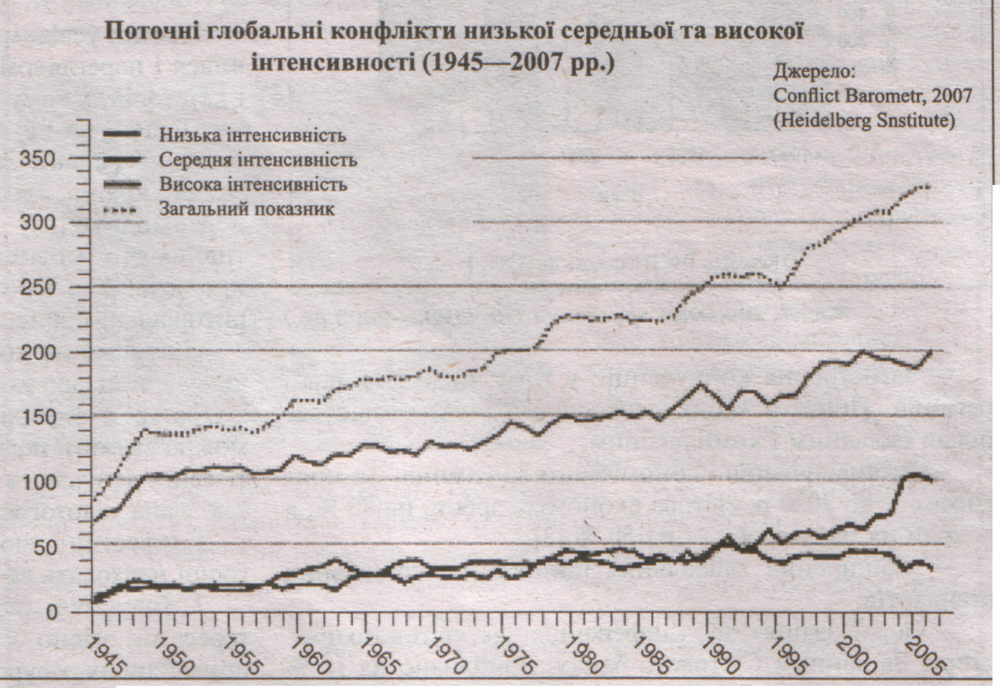 Поточні глобальні конфлікти низької середньої та високої
інтенсивності (1945—2007 рр.)
Джерело:
Conflict Barometr, 2007
(Heidelberg Snstitute)
Низька інтенсивність
Середня інтенсивність
Висока інтенсивність
Загальний показник
350
300
250
200
150
100
50
0
1945
1950
1955
1960
1965
1970
1975
1980
1985
1990
1995
2000
2005